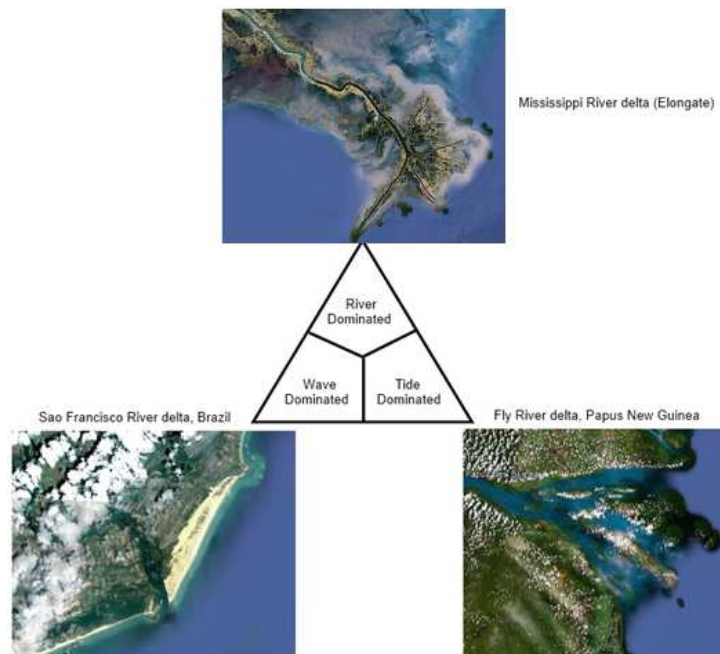 Mississippi River delta (Elongate)
River
Dominated
Wave
Dominated
Tide
Dominated
Sao Francisco River delta, Brazil
Fly River delta, Papus New Guinea